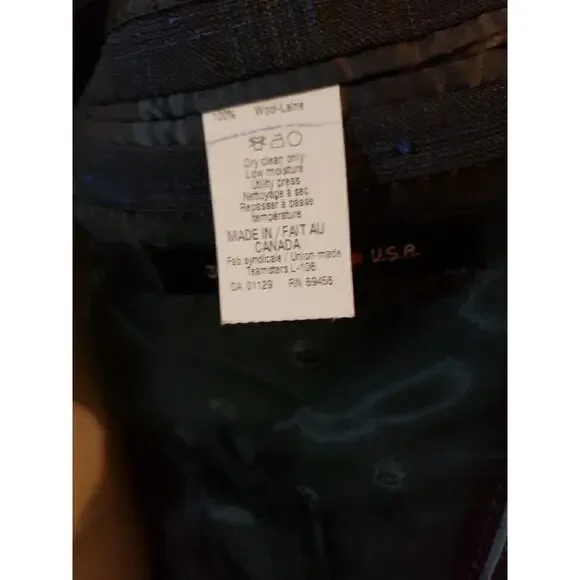 100% Wool-Laine
Dry clean only
Low moisture
Utility press
Nettoyage a sec
Repasser a basse
température
MADE IN / FAIT AU
CANADA
Fab syndicale / Union made
Teamsters L-106
CA 01129 RN 69456
U.S.A.